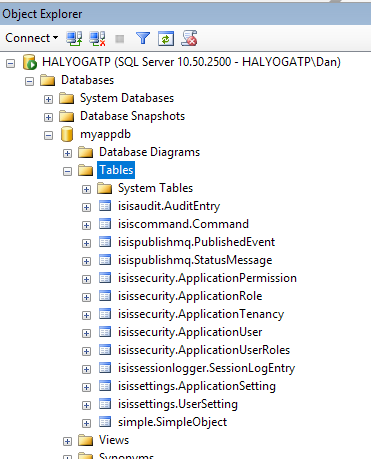 Object Explorer
Connect
HALYOGATP (SQL Server 10.50.2500 - HALYOGATP\Dan)
Databases
System Databases
Database Snapshots
myappdb
Database Diagrams
Tables
System Tables
isisaudit.AuditEntry
isiscommand.Command
isispublishmq.PublishedEvent
isispublishmq.StatusMessage
isissecurity.ApplicationPermission
isissecurity.ApplicationRole
isissecurity.ApplicationTenancy
isissecurity.ApplicationUser
isissecurity.ApplicationUserRoles
isissessionlogger.SessionLogEntry
isissettings.ApplicationSetting
isissettings.UserSetting
simple.SimpleObject
Views
Synonyms